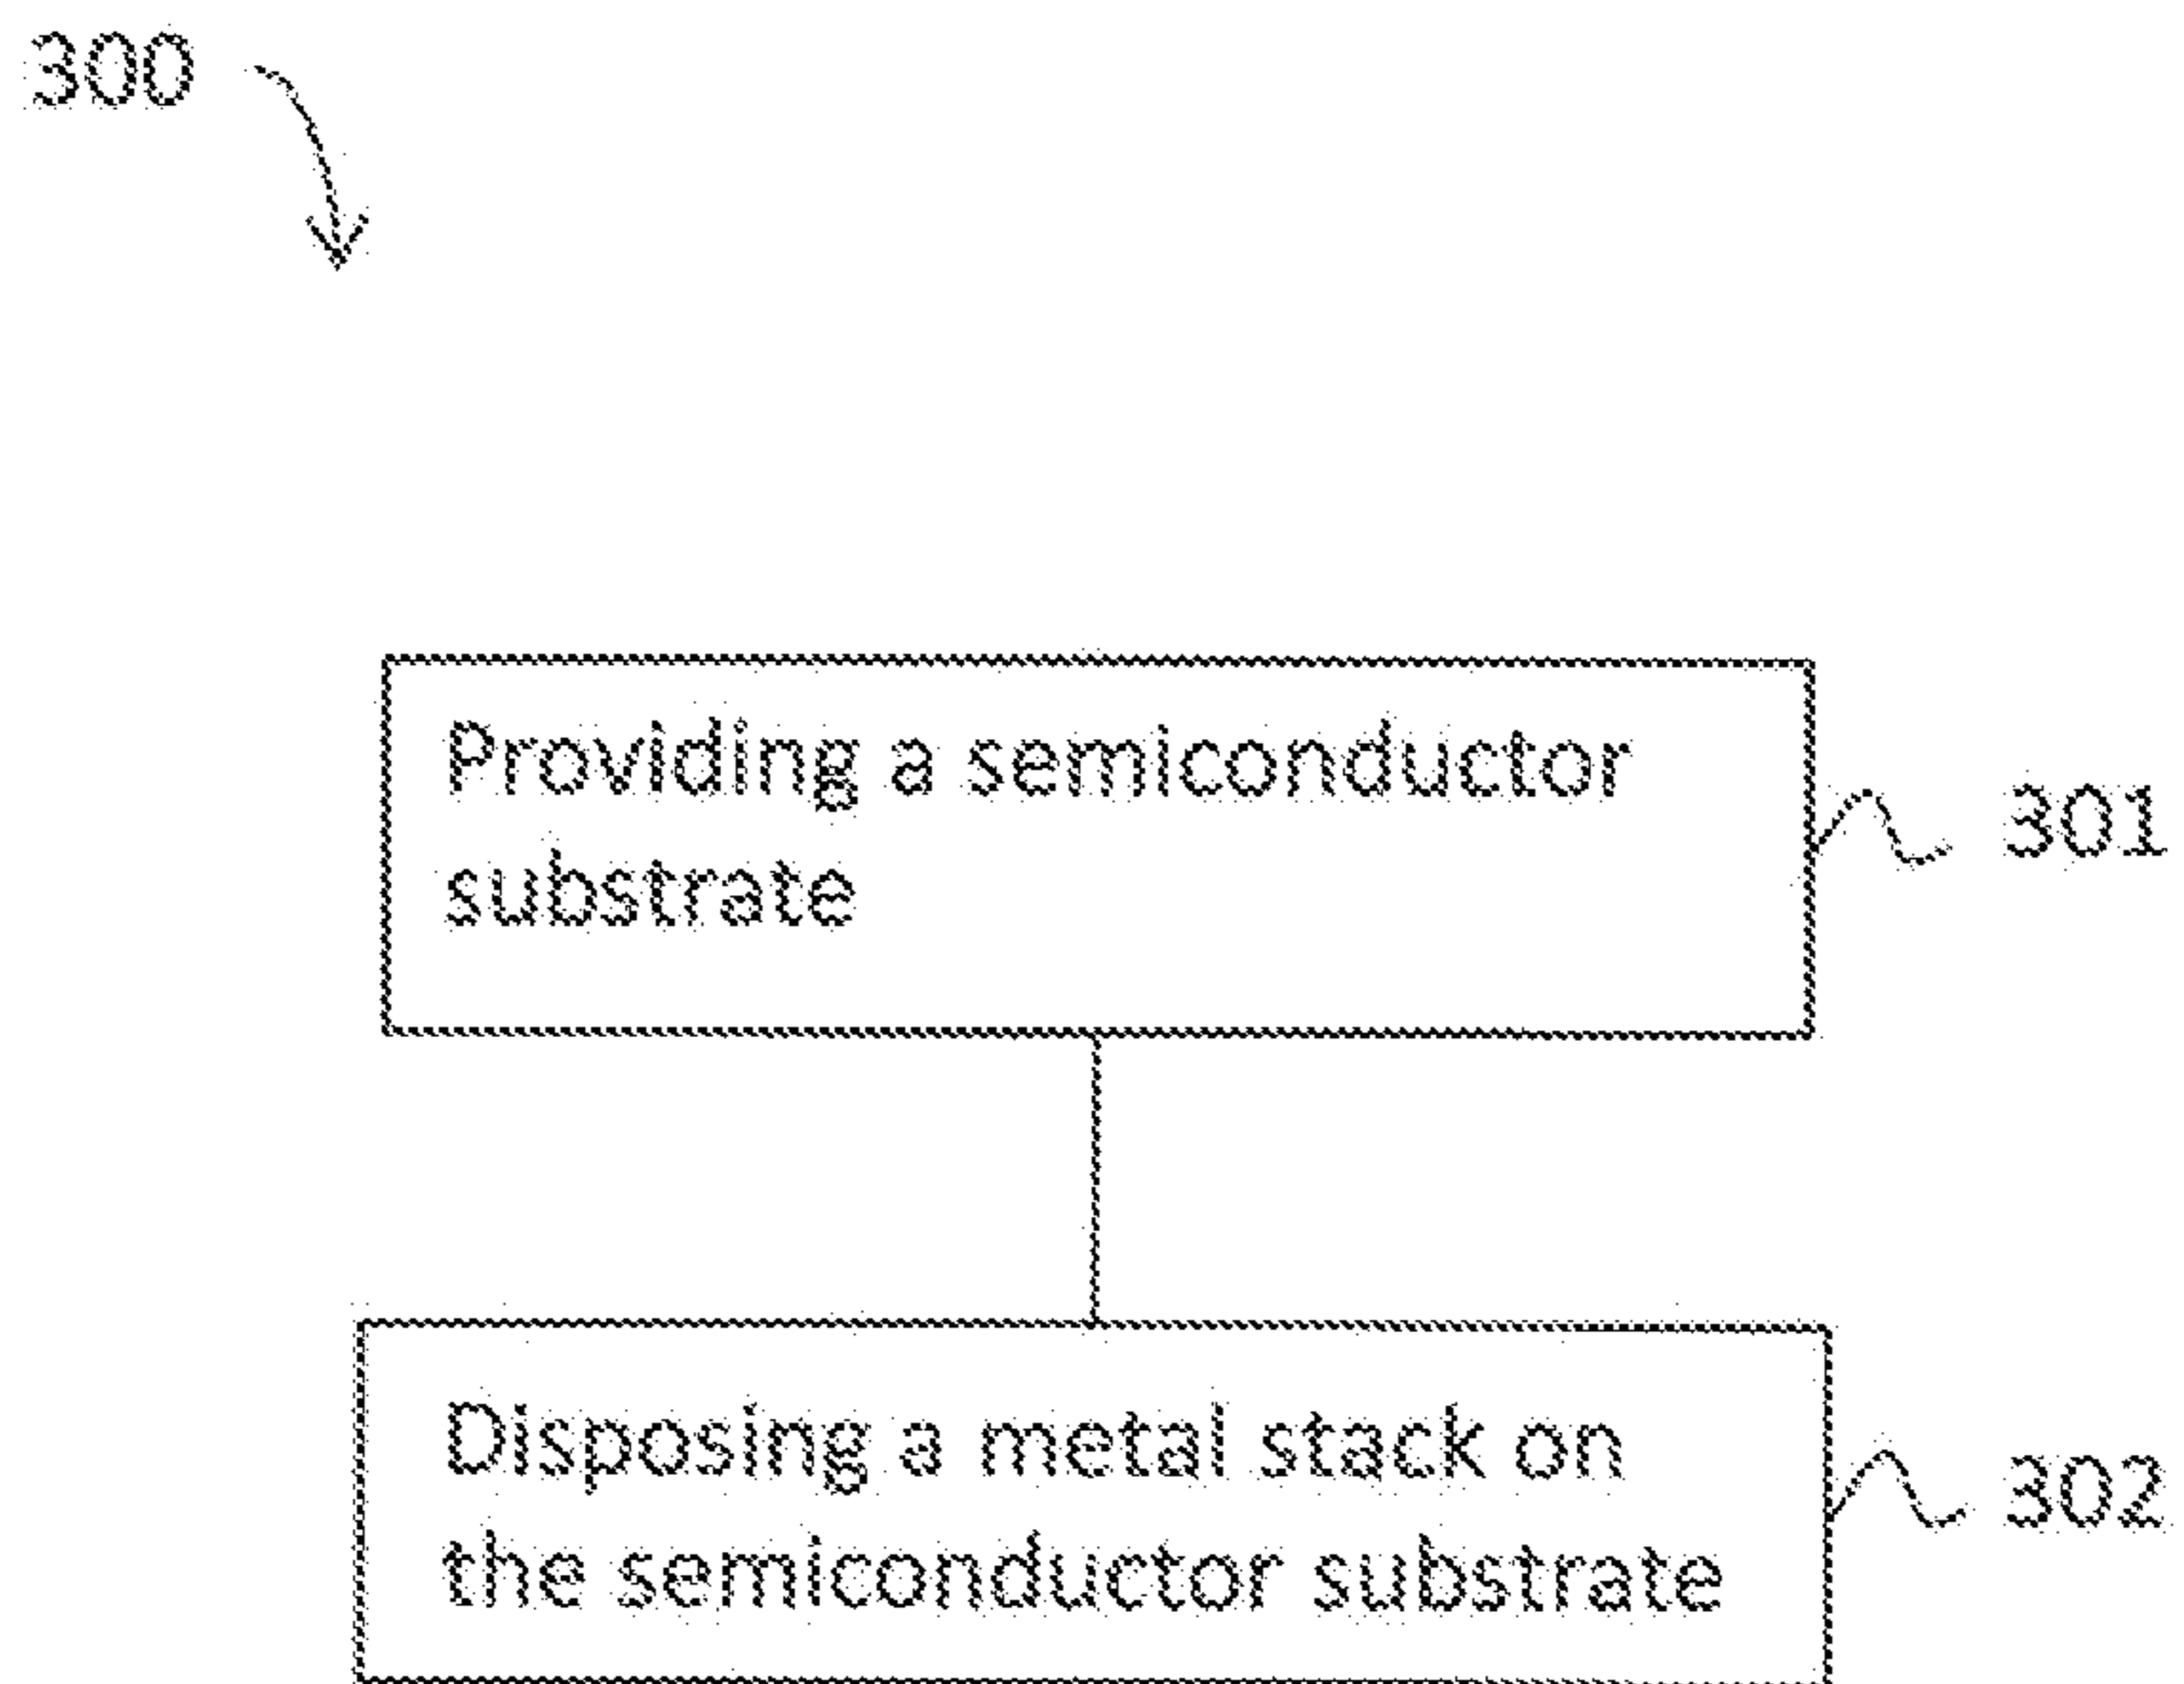 300
Providing a semiconductor
substrate
301
Disposing a metal stack on
the semiconductor substrate
302